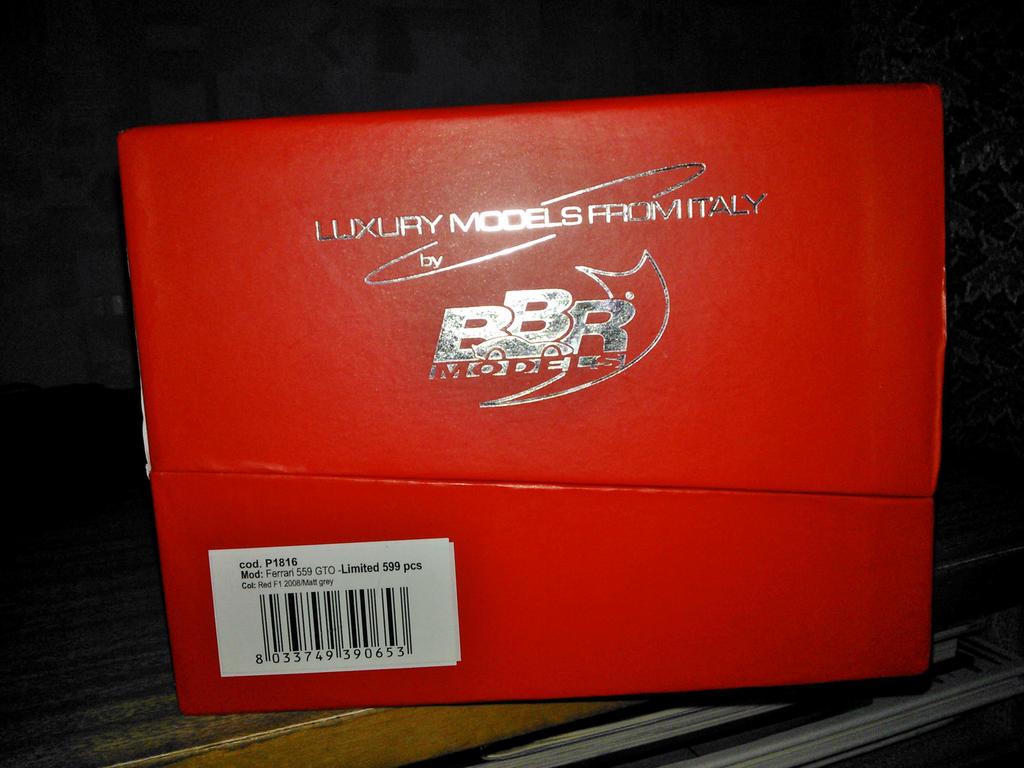 LUXURY MODELS FROM ITALY
by
BBR®
MODELS
cod. P1816
Mod: Ferrari 559 GTO -Limited 599 pcs
Col: Red F1 2008/Matt grey
8 033749 390653